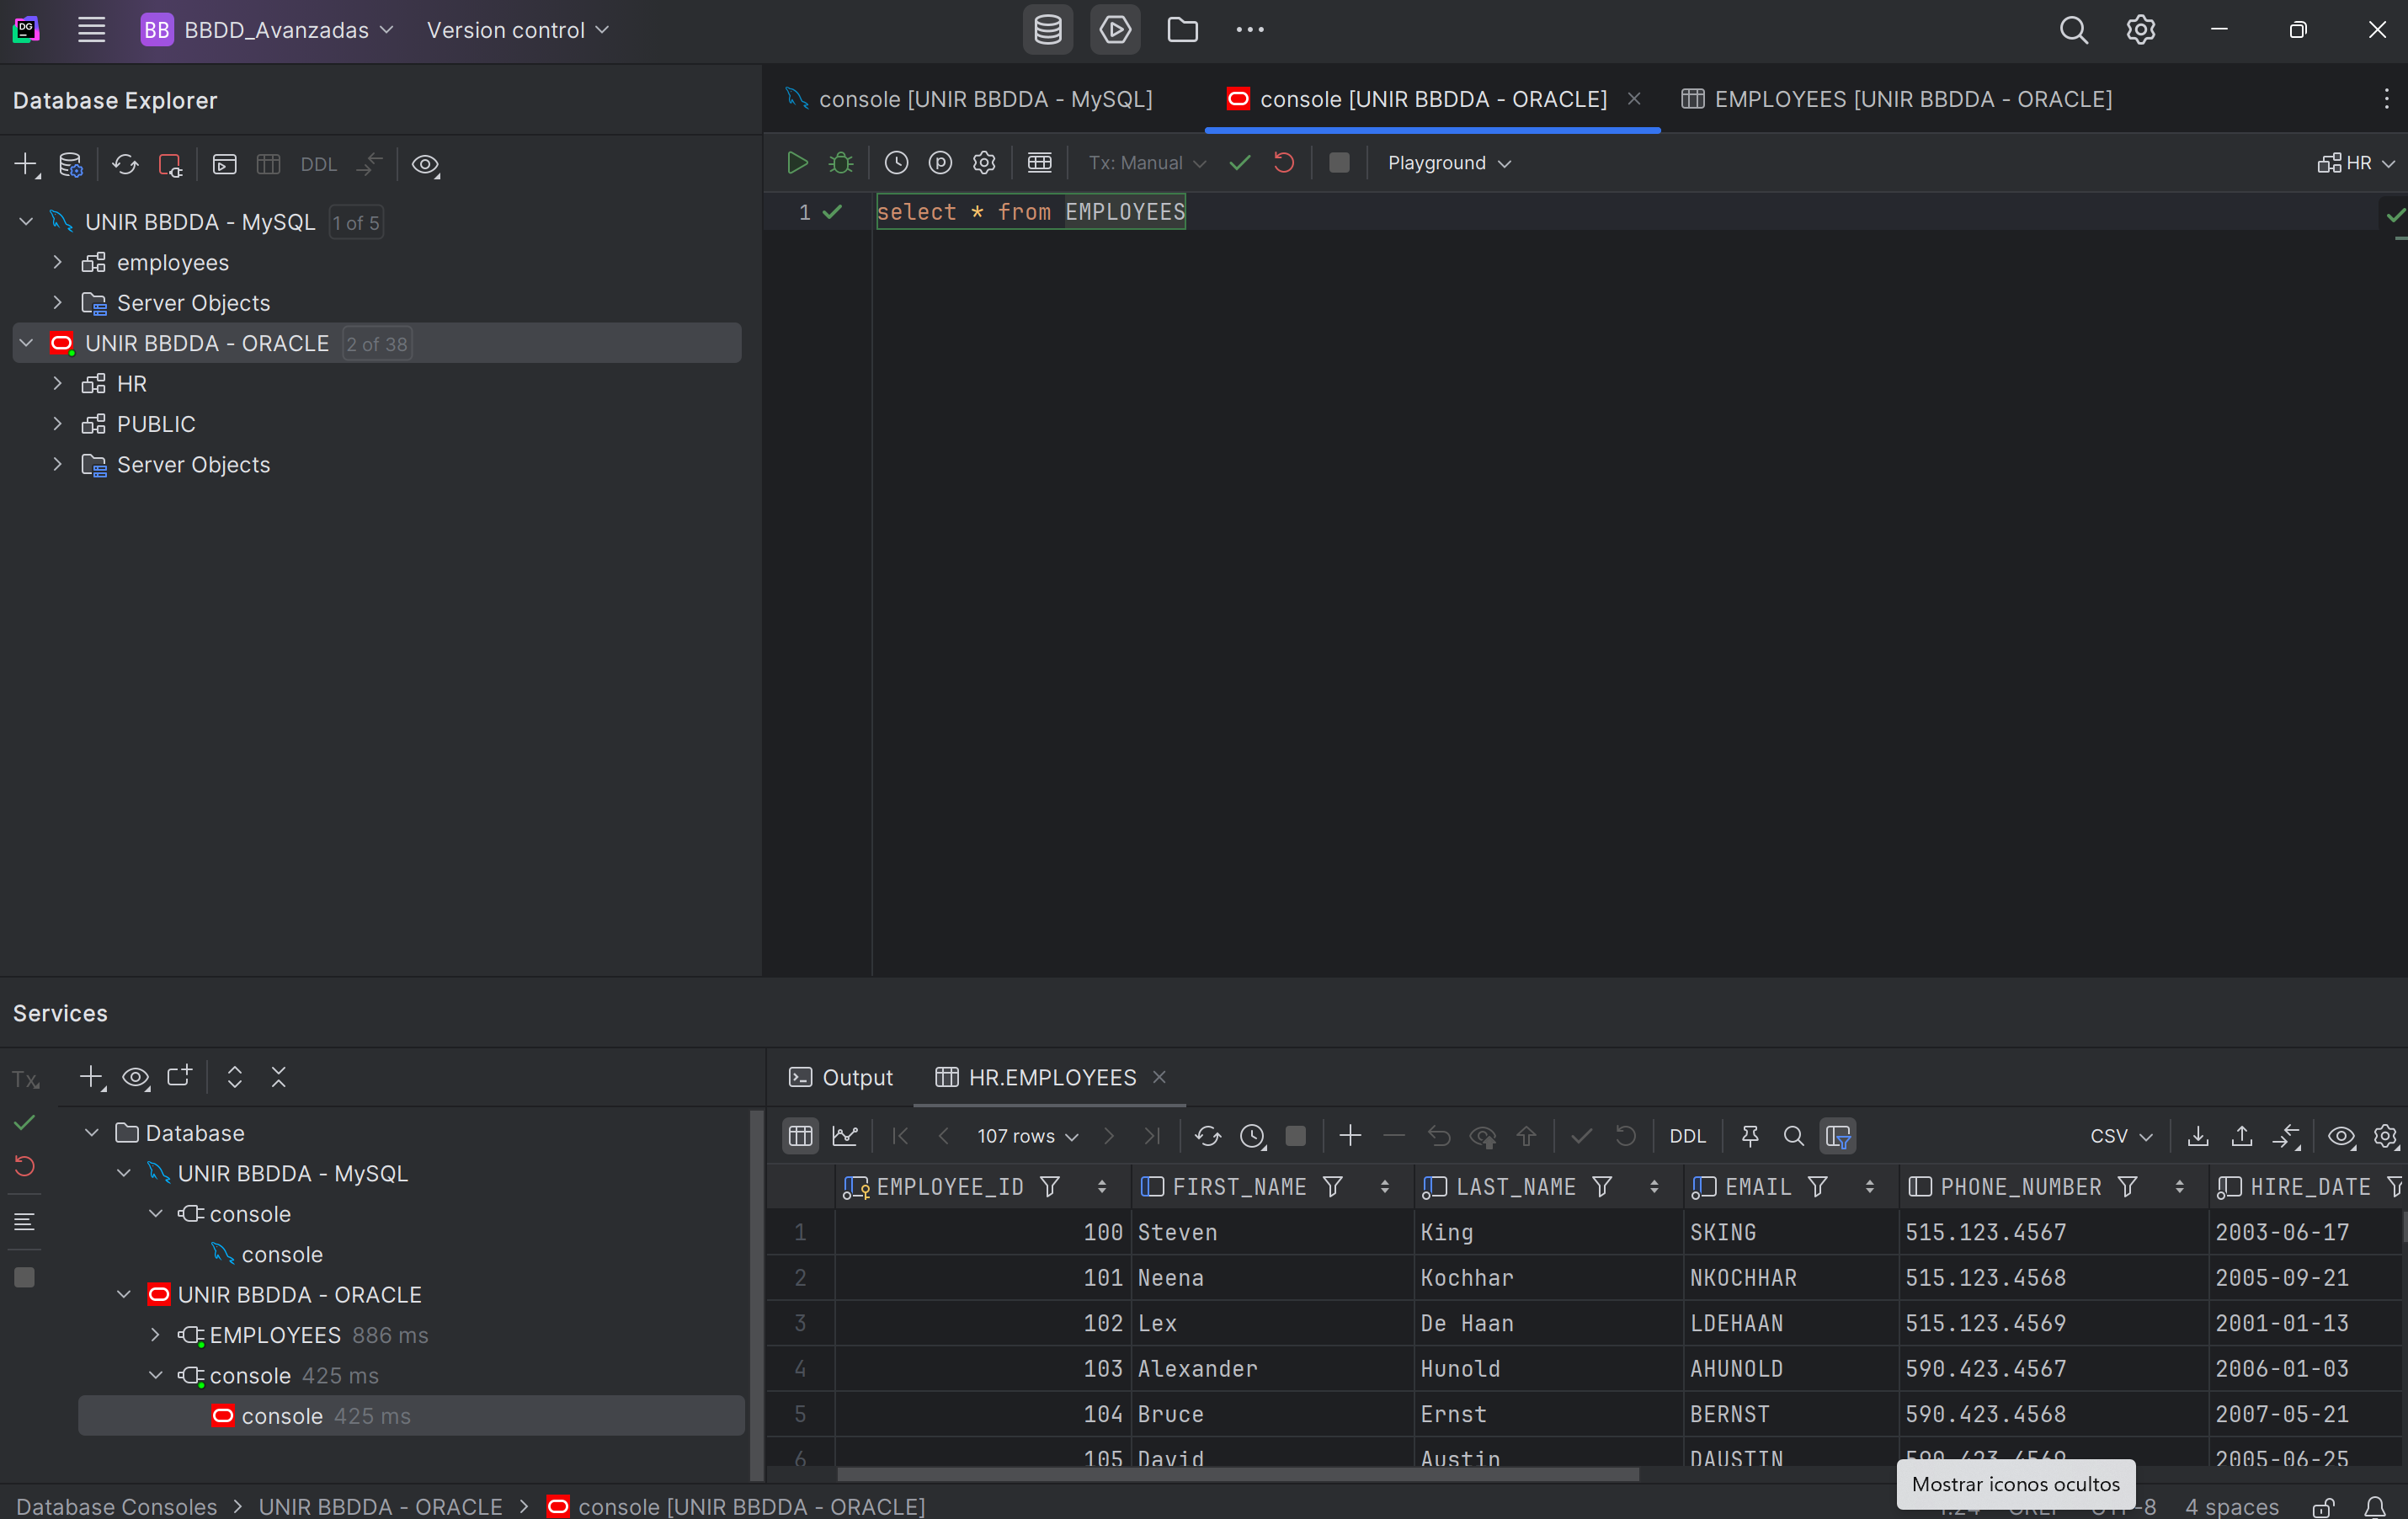 BB BBDD_Avanzadas Version control
Database Explorer
console [UNIR BBDDA - MySQL] console [UNIR BBDDA - ORACLE] EMPLOYEES [UNIR BBDDA - ORACLE]
DDL
Tx: Manual Playground HR
UNIR BBDDA - MySQL 1 of 5
employees
Server Objects
UNIR BBDDA - ORACLE 2 of 38
HR
PUBLIC
Server Objects
1 select * from EMPLOYEES
Services
Tx
Database
UNIR BBDDA - MySQL
console
console
UNIR BBDDA - ORACLE
EMPLOYEES 886 ms
console 425 ms
console 425 ms
Output HR.EMPLOYEES
107 rows DDL CSV
EMPLOYEE_ID FIRST_NAME LAST_NAME EMAIL PHONE_NUMBER HIRE_DATE
1 100 Steven King SKING 515.123.4567 2003-06-17
2 101 Neena Kochhar NKOCHHAR 515.123.4568 2005-09-21
3 102 Lex De Haan LDEHAAN 515.123.4569 2001-01-13
4 103 Alexander Hunold AHUNOLD 590.423.4567 2006-01-03
5 104 Bruce Ernst BERNST 590.423.4568 2007-05-21
6 105 David Austin DAUSTIN 590.423.4569 2005-06-25
Mostrar iconos ocultos
Database Consoles > UNIR BBDDA - ORACLE > console [UNIR BBDDA - ORACLE] 4 spaces